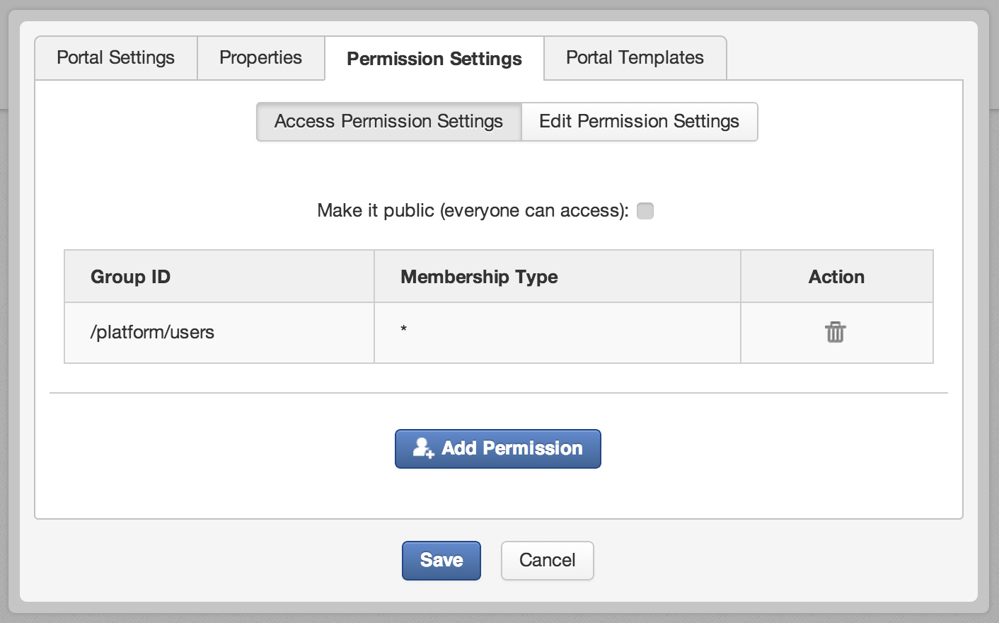 Portal Settings
Properties
Permission Settings
Portal Templates
Access Permission Settings
Edit Permission Settings
Make it public (everyone can access):
Group ID
Membership Type
Action
/platform/users
*
Add Permission
Save
Cancel